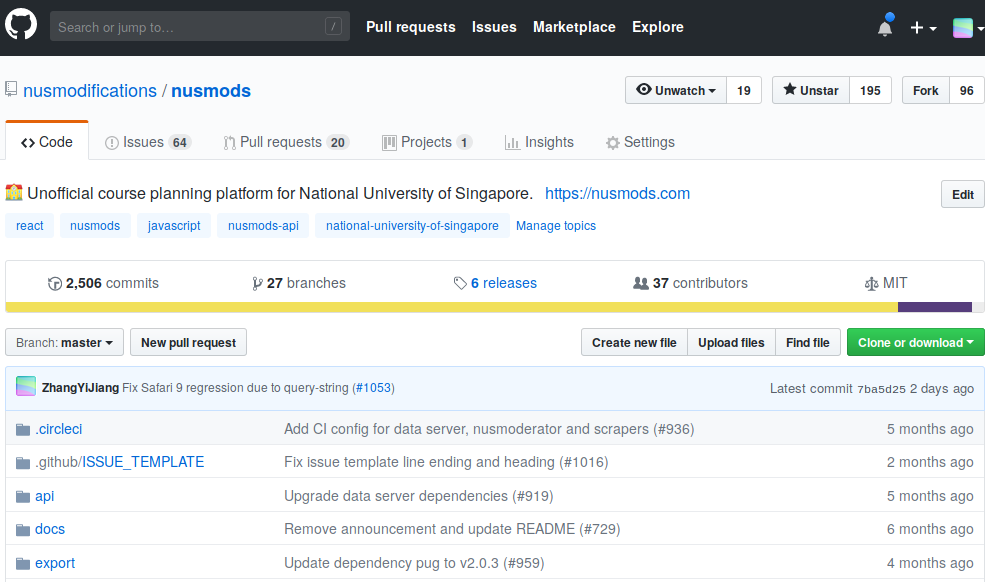 Search or jump to… /
Pull requests Issues Marketplace Explore
nusmodifications / nusmods
Unwatch 19 Unstar 195 Fork 96
Code Issues 64 Pull requests 20 Projects 1 Insights Settings
Unofficial course planning platform for National University of Singapore. https://nusmods.com Edit
react nusmods javascript nusmods-api national-university-of-singapore Manage topics
2,506 commits 27 branches 6 releases 37 contributors MIT
Branch: master New pull request Create new file Upload files Find file Clone or download
ZhangYiJiang Fix Safari 9 regression due to query-string (#1053) Latest commit 7ba5d25 2 days ago
.circleci Add CI config for data server, nusmoderator and scrapers (#936) 5 months ago
.github/ISSUE_TEMPLATE Fix issue template line ending and heading (#1016) 2 months ago
api Upgrade data server dependencies (#919) 5 months ago
docs Remove announcement and update README (#729) 6 months ago
export Update dependency pug to v2.0.3 (#959) 4 months ago